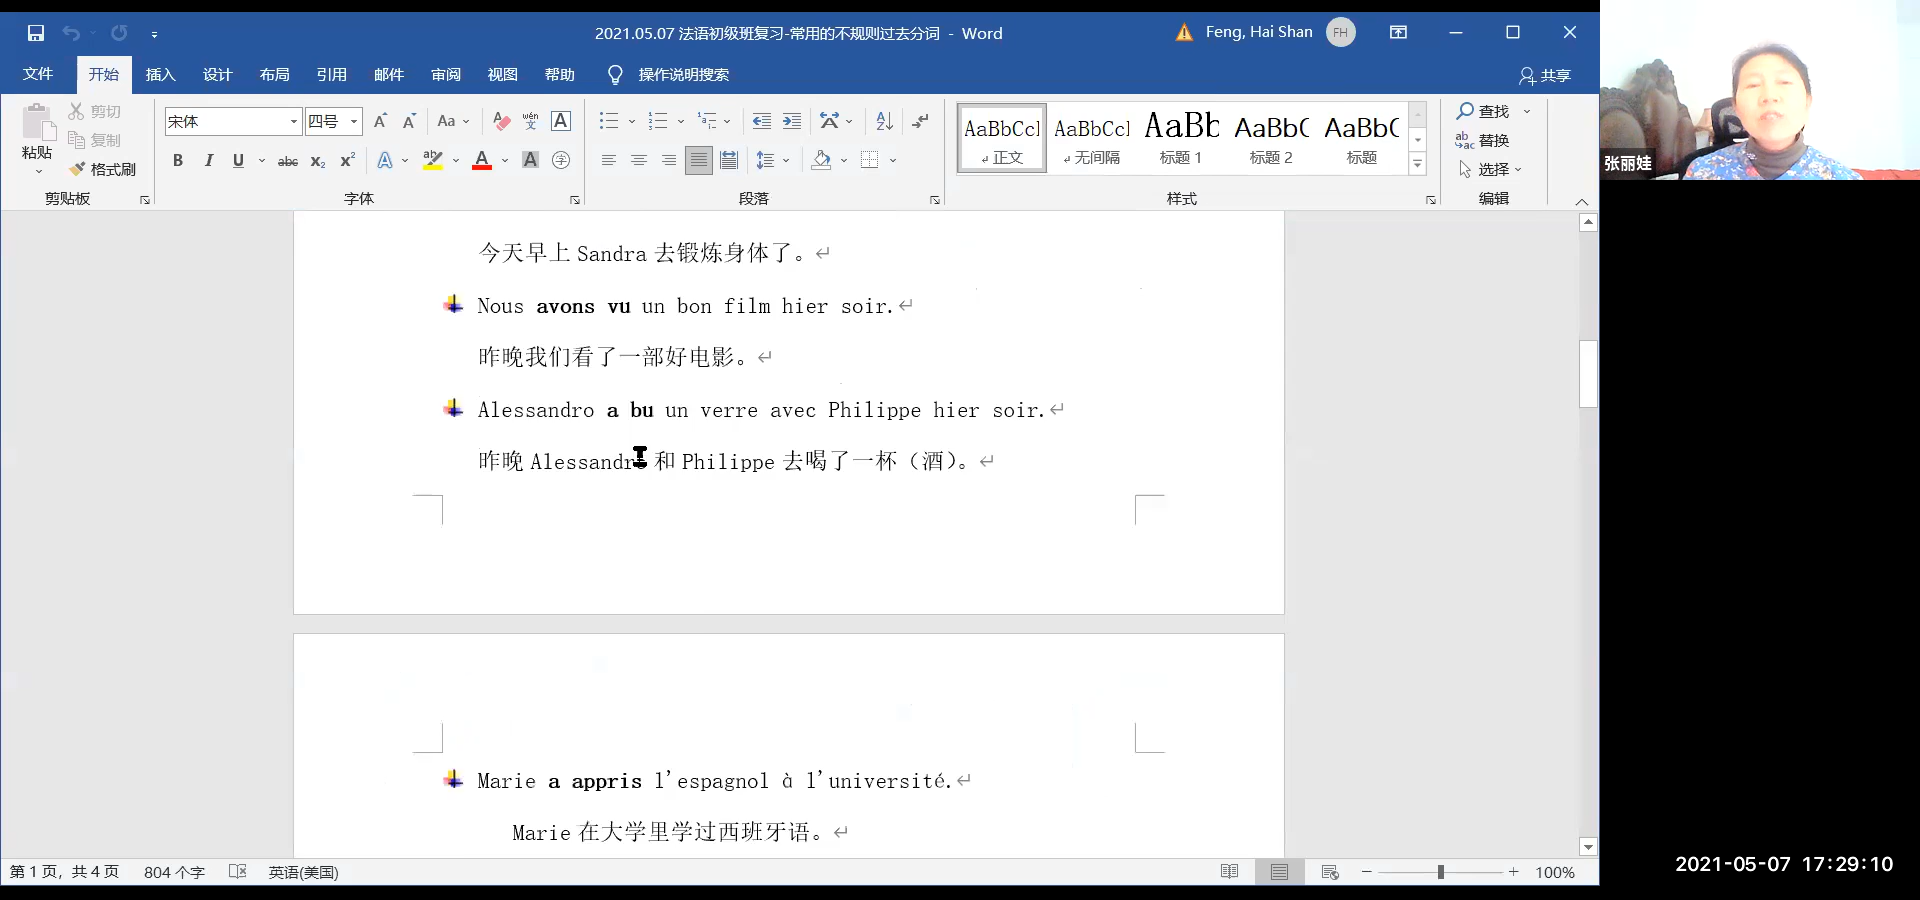 2021.05.07 法语初级班复习-常用的不规则过去分词 - Word
Feng, Hai Shan
FH
文件 开始 插入 设计 布局 引用 邮件 审阅 视图 帮助 操作说明搜索 共享
粘贴
剪切
复制
格式刷
剪贴板
宋体 四号
字体
段落
AaBbCcI AaBbCcI AaBb AaBbC AaBbC
正文 无间隔 标题 1 标题 2 标题
样式
查找
替换
选择
编辑
张丽娃
今天早上 Sandra 去锻炼身体了。
Nous avons vu un bon film hier soir.
昨晚我们看了一部好电影。
Alessandro a bu un verre avec Philippe hier soir.
昨晚 Alessandro 和 Philippe 去喝了一杯（酒）。
Marie a appris l'espagnol à l'université.
Marie 在大学里学过西班牙语。
第 1 页，共 4 页 804 个字 英语(美国) 100%
2021-05-07 17:29:10